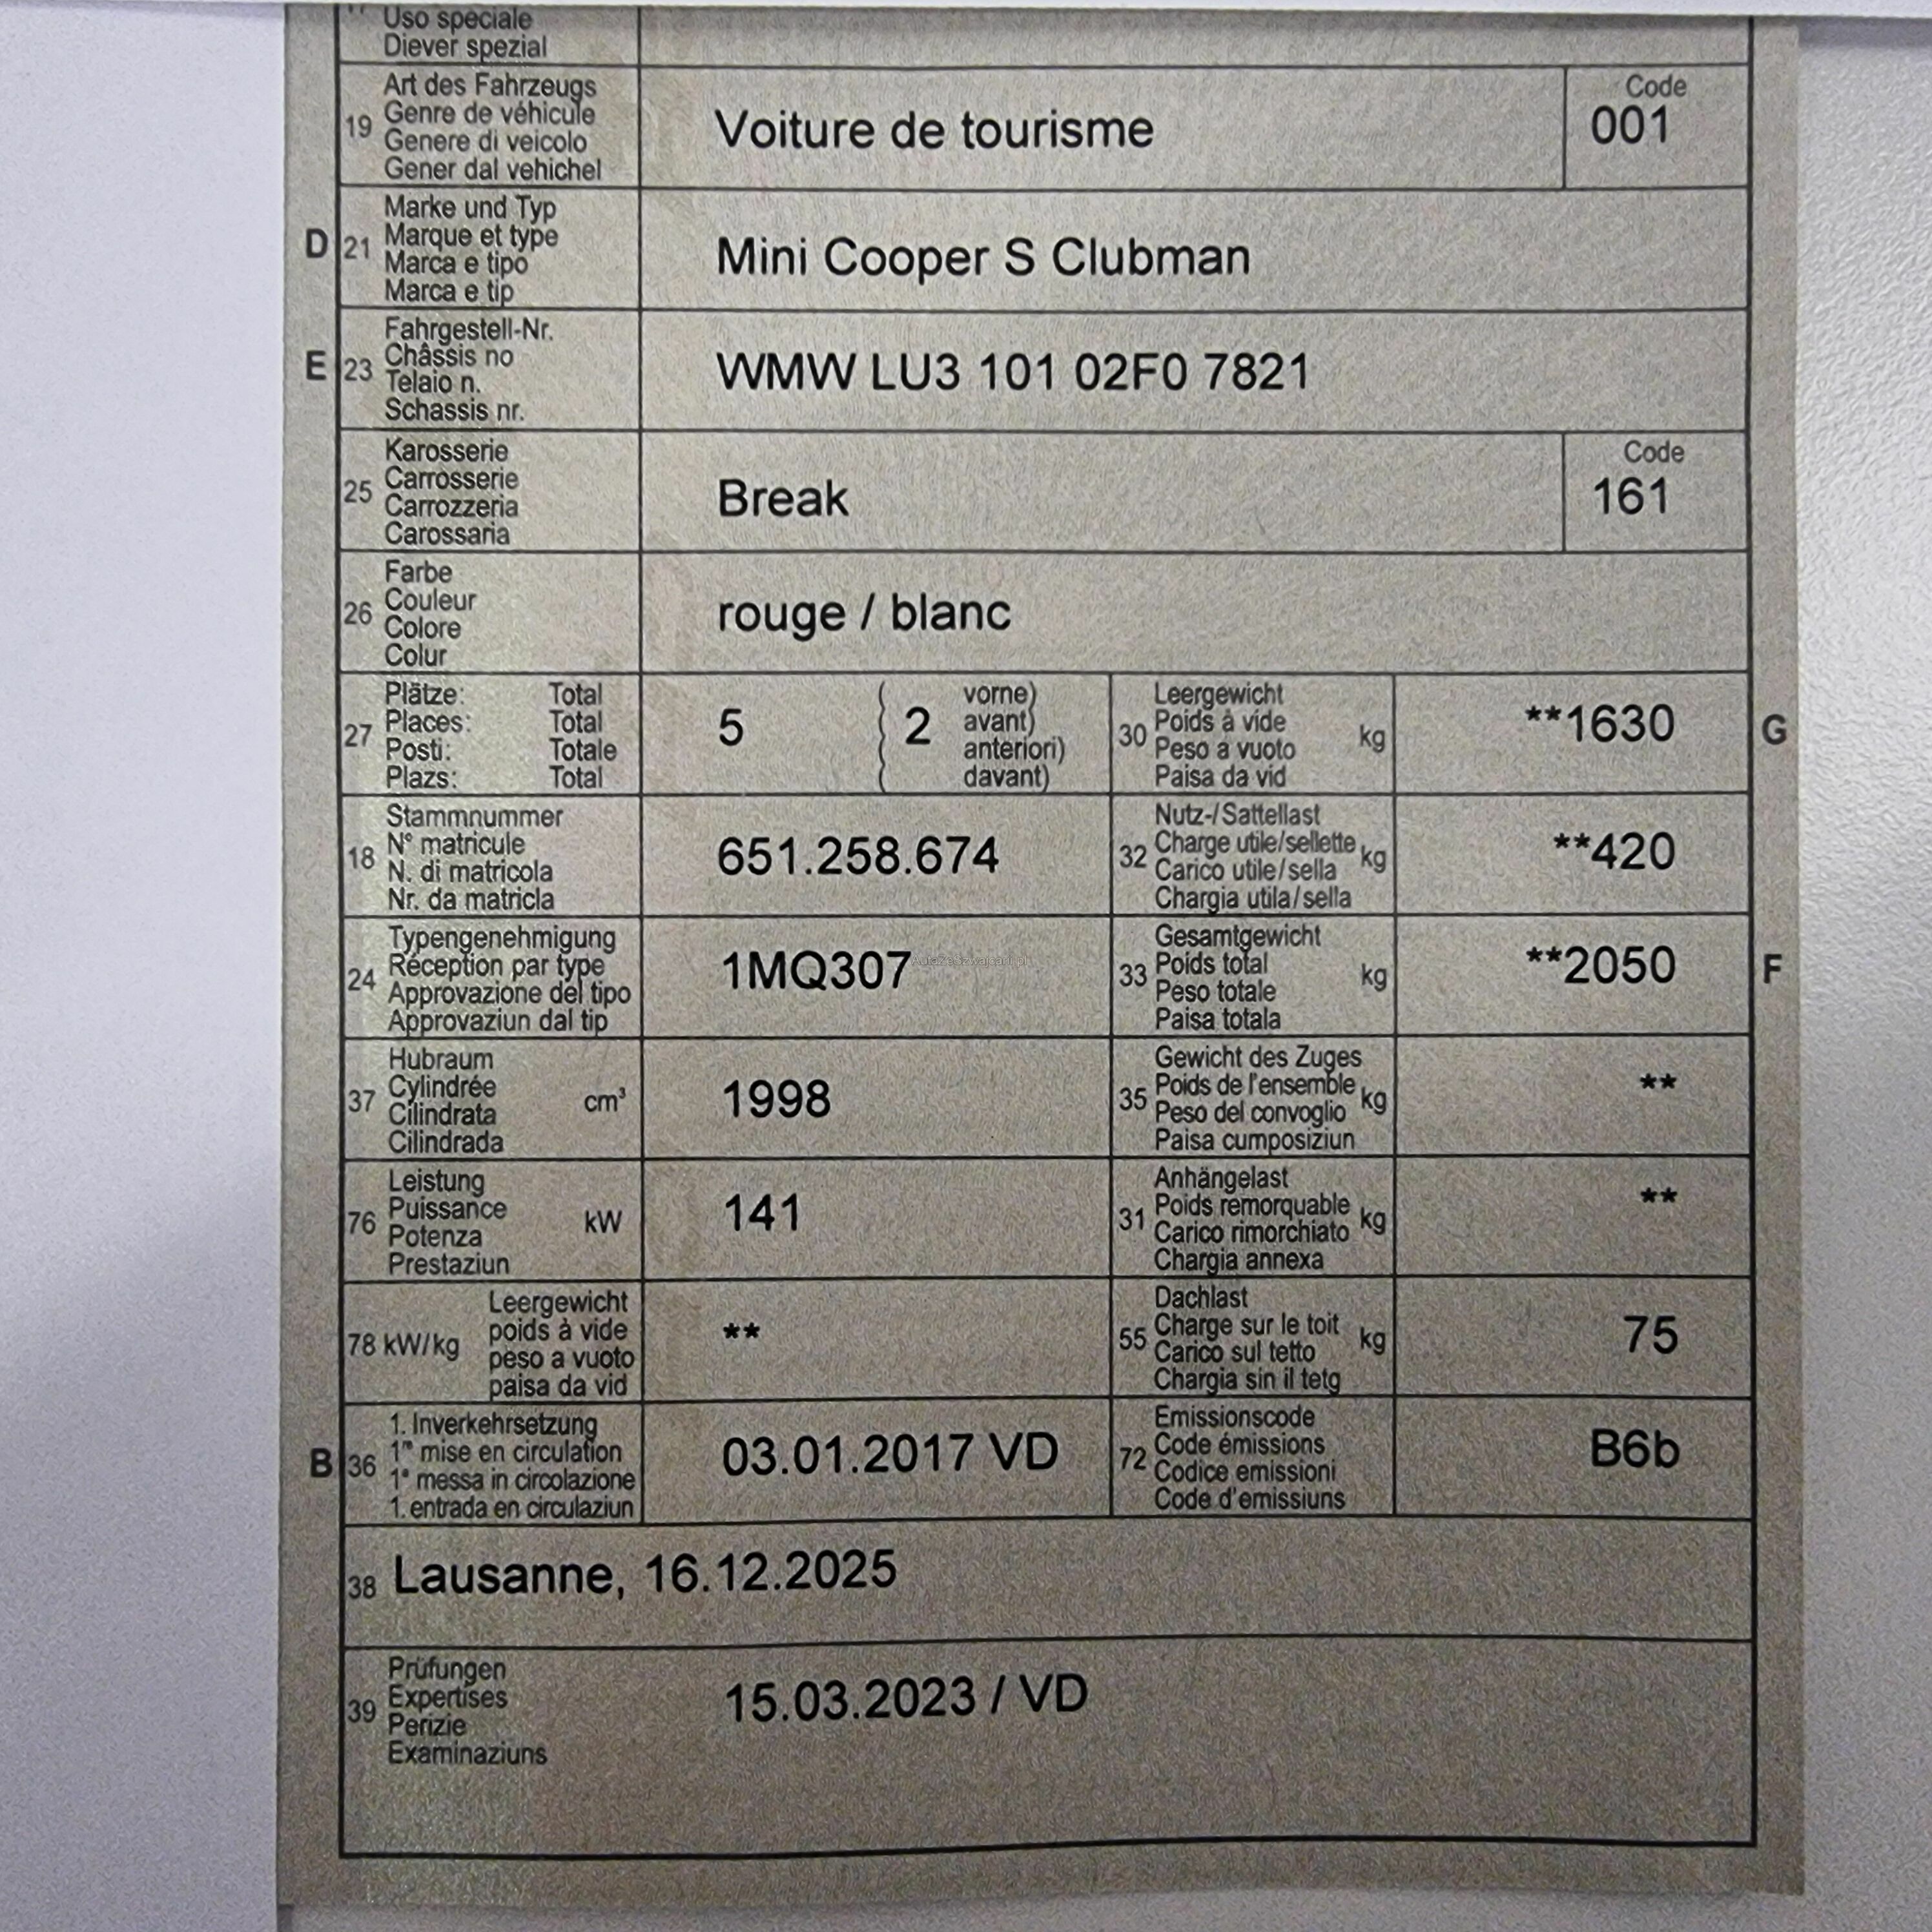 Uso speciale
Diever spezial
19 Art des Fahrzeugs
Genre de véhicule
Genere di veicolo
Gener dal vehichel
Voiture de tourisme
Code
001
D 21 Marke und Typ
Marque et type
Marca e tipo
Marca e tip
Mini Cooper S Clubman
E 23 Fahrgestell-Nr.
Châssis no
Telaio n.
Schassis nr.
WMW LU3 101 02F0 7821
25 Karosserie
Carrosserie
Carrozzeria
Carossaria
Break
Code
161
26 Farbe
Couleur
Colore
Colur
rouge / blanc
27 Plätze: Total
Places: Total
Posti: Totale
Plazs: Total
5
2
vorne)
avant)
anteriori)
davant)
30 Leergewicht
Poids à vide
Peso a vuoto
Paisa da vid
kg
**1630
G
18 Stammnummer
N° matricule
N. di matricola
Nr. da matricla
651.258.674
32 Nutz-/Sattellast
Charge utile/sellette
Carico utile/sella
Chargia utila/sella
kg
**420
24 Typengenehmigung
Réception par type
Approvazione del tipo
Approvaziun dal tip
1MQ307
33 Gesamtgewicht
Poids total
Peso totale
Paisa totala
kg
**2050
F
37 Hubraum
Cylindrée
Cilindrata
Cilindrada
cm³
1998
35 Gewicht des Zuges
Poids de l'ensemble
Peso del convoglio
Paisa cumposiziun
kg
**
76 Leistung
Puissance
Potenza
Prestaziun
kW
141
31 Anhängelast
Poids remorquable
Carico rimorchiato
Chargia annexa
kg
**
78 kW/kg
Leergewicht
poids à vide
peso a vuoto
paisa da vid
**
55 Dachlast
Charge sur le toit
Carico sul tetto
Chargia sin il tetg
kg
75
B 36 1. Inverkehrsetzung
1re mise en circulation
1a messa in circolazione
1. entrada en circulaziun
03.01.2017 VD
72 Emissionscode
Code émissions
Codice emissioni
Code d'emissiuns
B6b
38 Lausanne, 16.12.2025
39 Prüfungen
Expertises
Perizie
Examinaziuns
15.03.2023 / VD